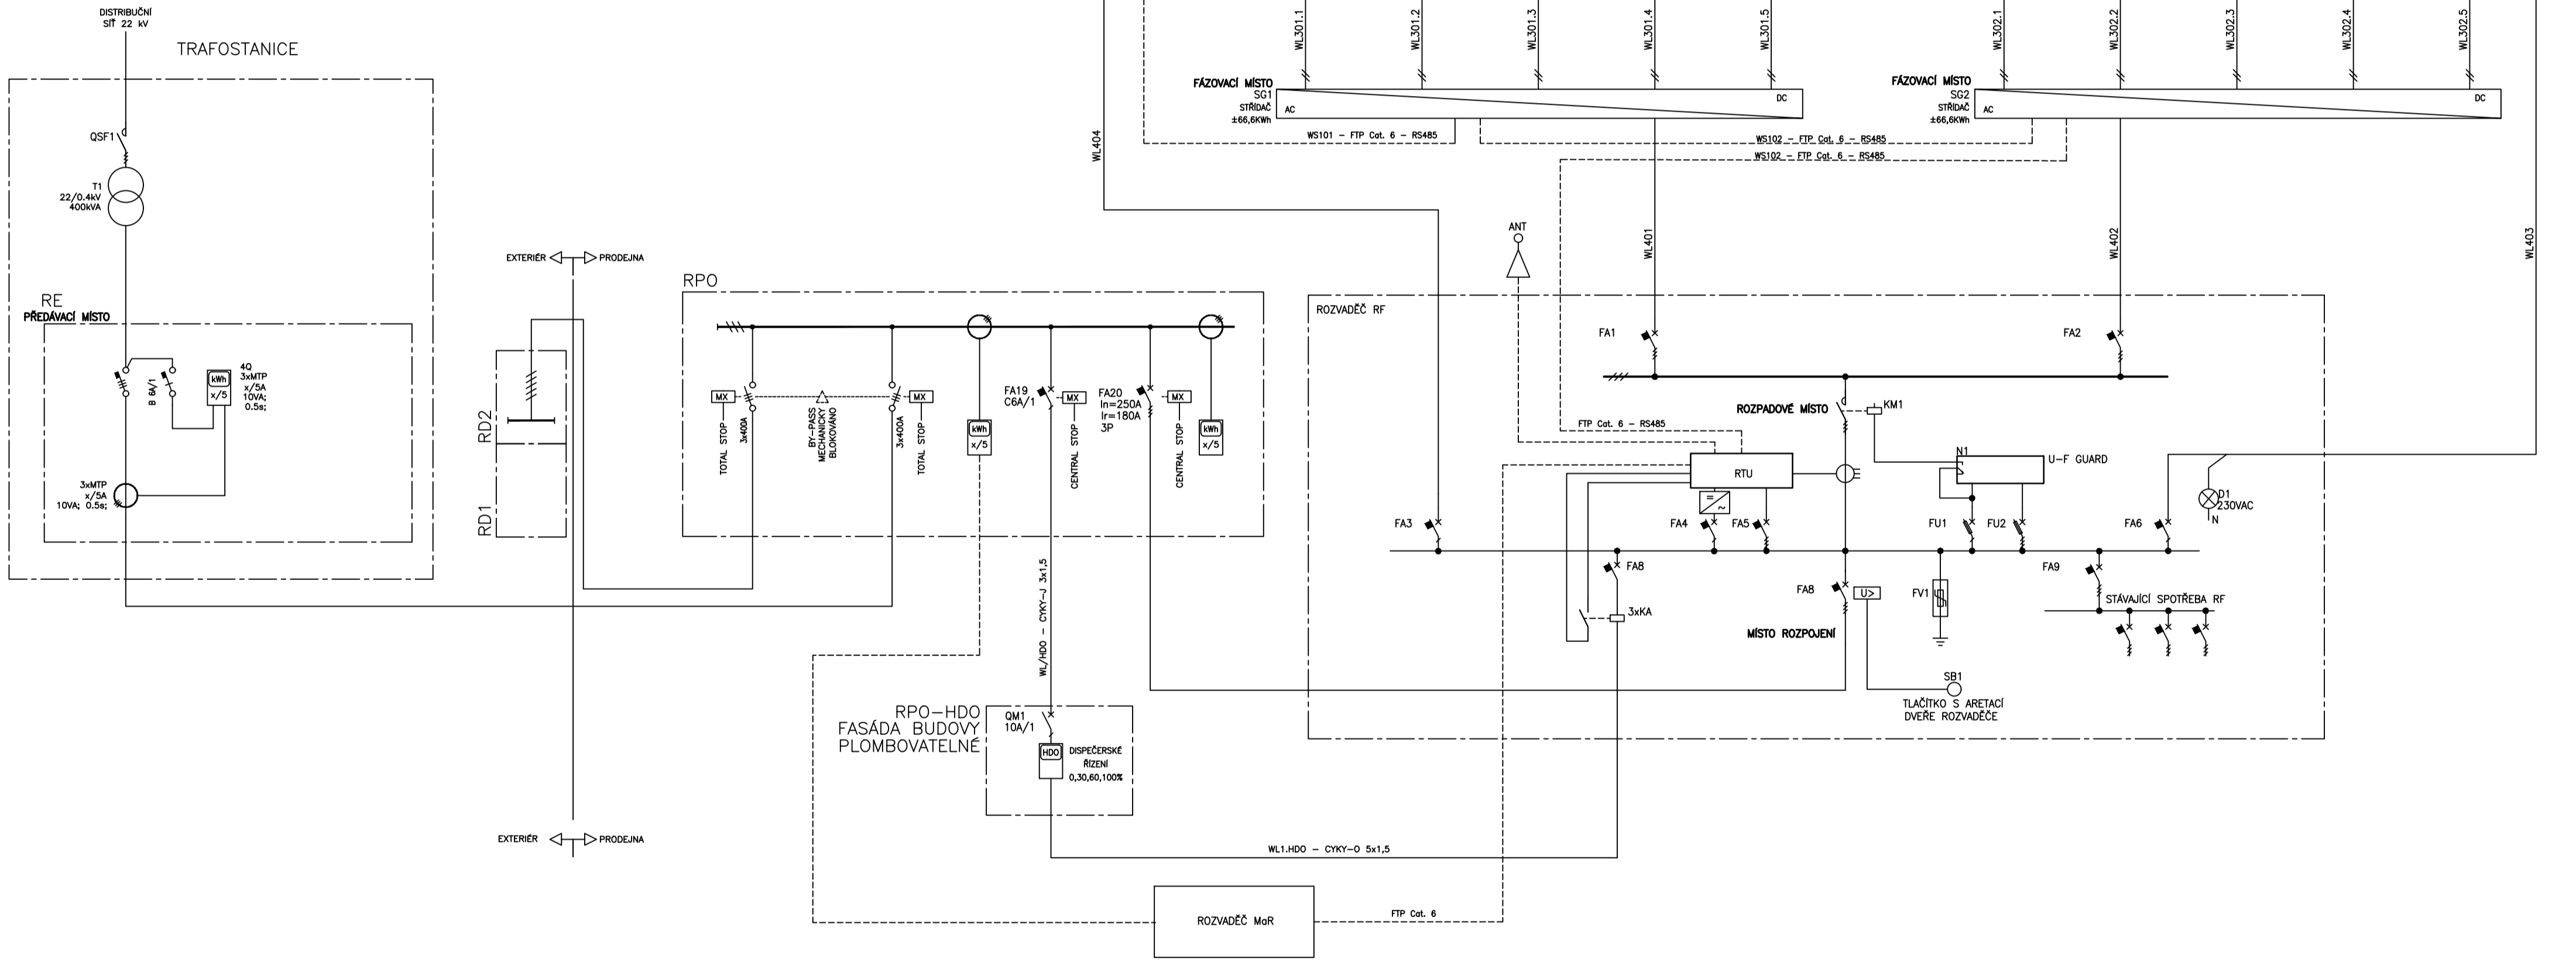 DISTRIBUČNÍ
SÍŤ 22 kV
TRAFOSTANICE
QSF1
T1
22/0.4kV
400kVA
RE
PŘEDÁVACÍ MÍSTO
B 6A/1
kWh
x/5
4Q
3xMTP
x/5A
10VA;
0.5s;
3xMTP
x/5A
10VA; 0.5s;
EXTERIÉR
PRODEJNA
RD2
RD1
EXTERIÉR
PRODEJNA
RPO
MX
TOTAL STOP
3x400A
BY-PASS
MECHANICKY
BLOKOVÁNO
3x400A
MX
TOTAL STOP
kWh
x/5
FA19
C6A/1
MX
CENTRAL STOP
FA20
In=250A
Ir=180A
3P
MX
CENTRAL STOP
kWh
x/5
WL/HDO - CYKY-J 3x1,5
RPO-HDO
FASÁDA BUDOVY
PLOMBOVATELNÉ
QM1
10A/1
HDO
DISPEČERSKÉ
ŘÍZENÍ
0,30,60,100%
WL1.HDO - CYKY-O 5x1,5
ROZVADĚČ MaR
FTP Cat. 6
WL404
WL301.1
WL301.2
WL301.3
WL301.4
WL301.5
FÁZOVACÍ MÍSTO
SG1
STŘÍDAČ
±66,6KWh
AC
DC
WS101 - FTP Cat. 6 - RS485
WL302.1
WL302.2
WL302.3
WL302.4
WL302.5
FÁZOVACÍ MÍSTO
SG2
STŘÍDAČ
±66,6KWh
AC
DC
WS102 - FTP Cat. 6 - RS485
WS102 - FTP Cat. 6 - RS485
WL401
WL402
WL403
ANT
ROZVADĚČ RF
FA1
FA2
ROZPADOVÉ MÍSTO
KM1
FTP Cat. 6 - RS485
RTU
=
~
N1
U-F GUARD
D1
230VAC
N
FA3
FA4
FA5
FU1
FU2
FA6
FA8
3xKA
FA8
U>
MÍSTO ROZPOJENÍ
FV1
FA9
STÁVAJÍCÍ SPOTŘEBA RF
SB1
TLAČÍTKO S ARETACÍ
DVEŘE ROZVADĚČE